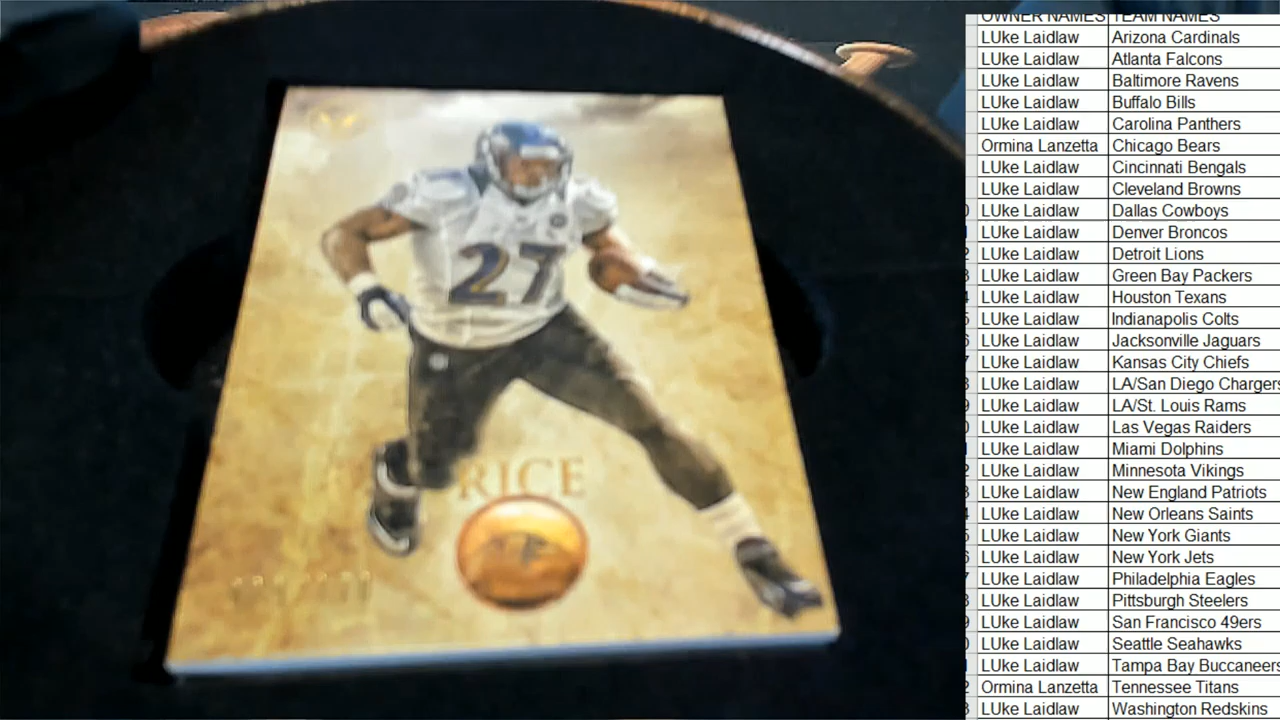 27
RICE
OWNER NAMES TEAM NAMES
LUke Laidlaw Arizona Cardinals
LUke Laidlaw Atlanta Falcons
LUke Laidlaw Baltimore Ravens
LUke Laidlaw Buffalo Bills
LUke Laidlaw Carolina Panthers
Ormina Lanzetta Chicago Bears
LUke Laidlaw Cincinnati Bengals
LUke Laidlaw Cleveland Browns
LUke Laidlaw Dallas Cowboys
LUke Laidlaw Denver Broncos
LUke Laidlaw Detroit Lions
LUke Laidlaw Green Bay Packers
LUke Laidlaw Houston Texans
LUke Laidlaw Indianapolis Colts
LUke Laidlaw Jacksonville Jaguars
LUke Laidlaw Kansas City Chiefs
LUke Laidlaw LA/San Diego Chargers
LUke Laidlaw LA/St. Louis Rams
LUke Laidlaw Las Vegas Raiders
LUke Laidlaw Miami Dolphins
LUke Laidlaw Minnesota Vikings
LUke Laidlaw New England Patriots
LUke Laidlaw New Orleans Saints
LUke Laidlaw New York Giants
LUke Laidlaw New York Jets
LUke Laidlaw Philadelphia Eagles
LUke Laidlaw Pittsburgh Steelers
LUke Laidlaw San Francisco 49ers
LUke Laidlaw Seattle Seahawks
LUke Laidlaw Tampa Bay Buccaneers
Ormina Lanzetta Tennessee Titans
LUke Laidlaw Washington Redskins